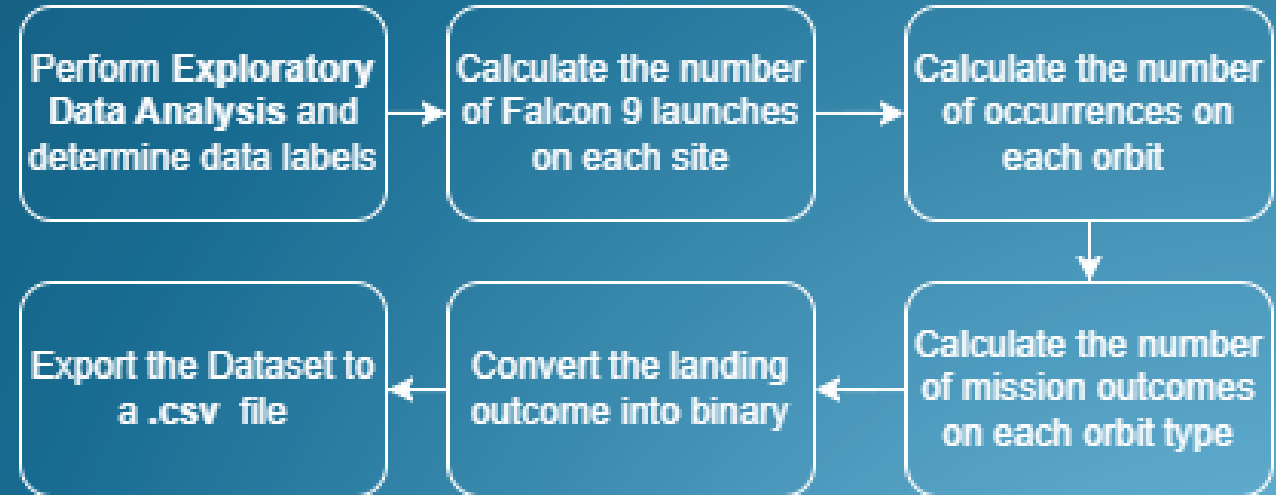 Perform Exploratory
Data Analysis and
determine data labels
Calculate the number
of Falcon 9 launches
on each site
Calculate the number
of occurrences on
each orbit
Calculate the number
of mission outcomes
on each orbit type
Convert the landing
outcome into binary
Export the Dataset to
a .csv file